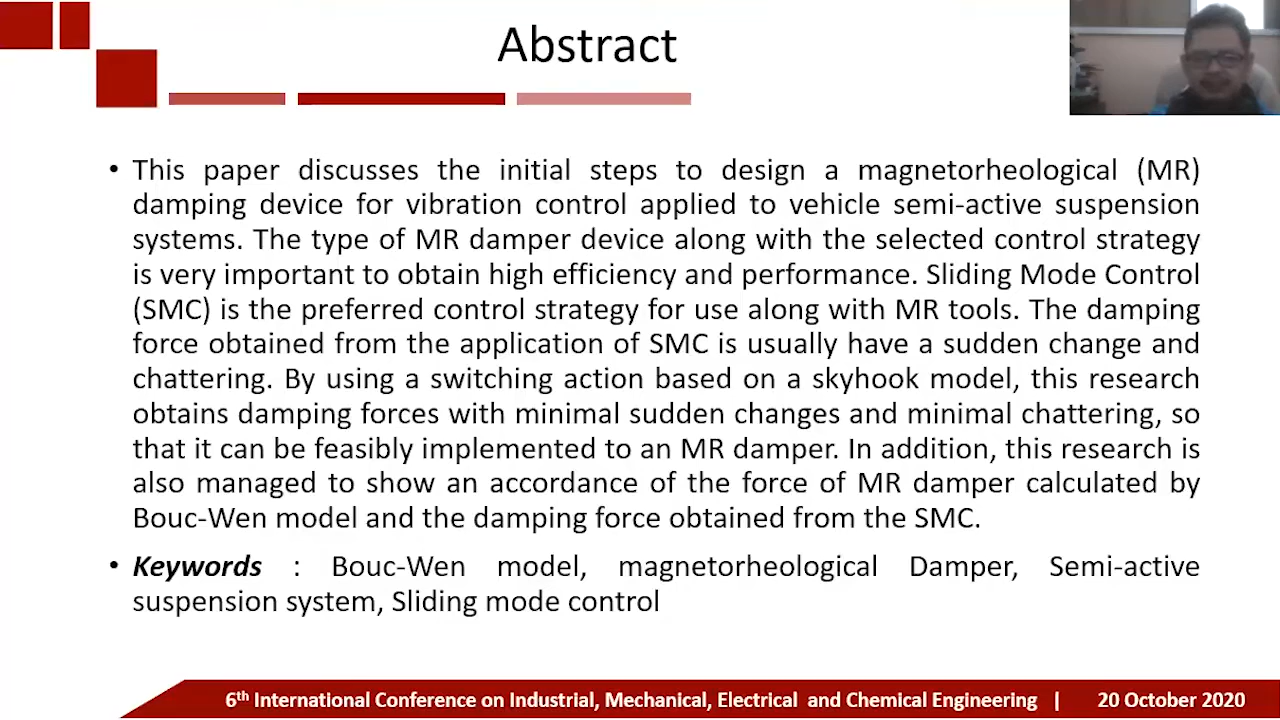 Abstract
• This paper discusses the initial steps to design a magnetorheological (MR)
damping device for vibration control applied to vehicle semi-active suspension
systems. The type of MR damper device along with the selected control strategy
is very important to obtain high efficiency and performance. Sliding Mode Control
(SMC) is the preferred control strategy for use along with MR tools. The damping
force obtained from the application of SMC is usually have a sudden change and
chattering. By using a switching action based on a skyhook model, this research
obtains damping forces with minimal sudden changes and minimal chattering, so
that it can be feasibly implemented to an MR damper. In addition, this research is
also managed to show an accordance of the force of MR damper calculated by
Bouc-Wen model and the damping force obtained from the SMC.
• Keywords : Bouc-Wen model, magnetorheological Damper, Semi-active
suspension system, Sliding mode control
6th International Conference on Industrial, Mechanical, Electrical and Chemical Engineering | 20 October 2020